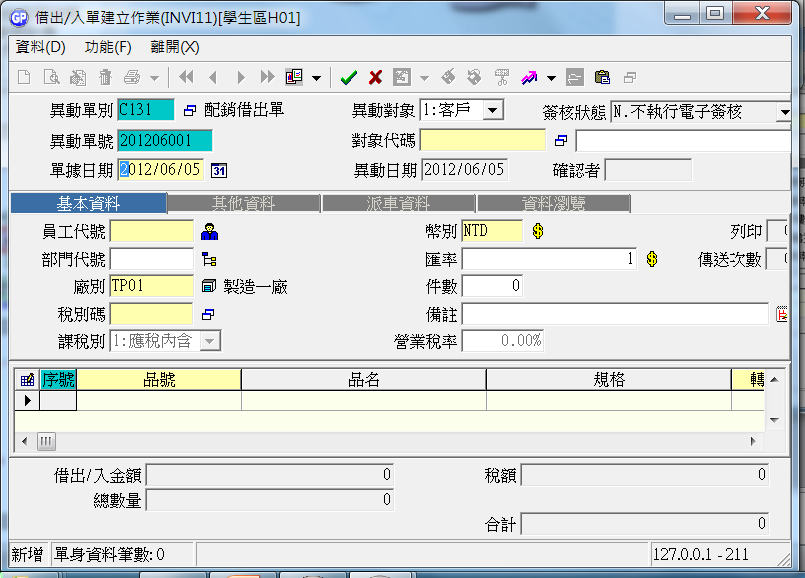 GP 借出/入單建立作業(INVI11)[學生區H01]
資料(D) 功能(F) 離開(X)
異動單別 C131 配銷借出單 異動對象 1:客戶 簽核狀態 N.不執行電子簽核
異動單號 201206001 對象代碼
單據日期 2012/06/05 31 異動日期 2012/06/05 確認者
基本資料 其他資料 派車資料 資料瀏覽
員工代號 幣別 NTD 列印
部門代號 匯率 1 傳送次數
廠別 TP01 製造一廠 件數 0
稅別碼 備註
課稅別 1:應稅內含 營業稅率 0.00%
序號 品號 品名 規格 轉
借出/入金額 0 稅額 0
總數量 0
合計 0
新增 單身資料筆數: 0 127.0.0.1 - 211